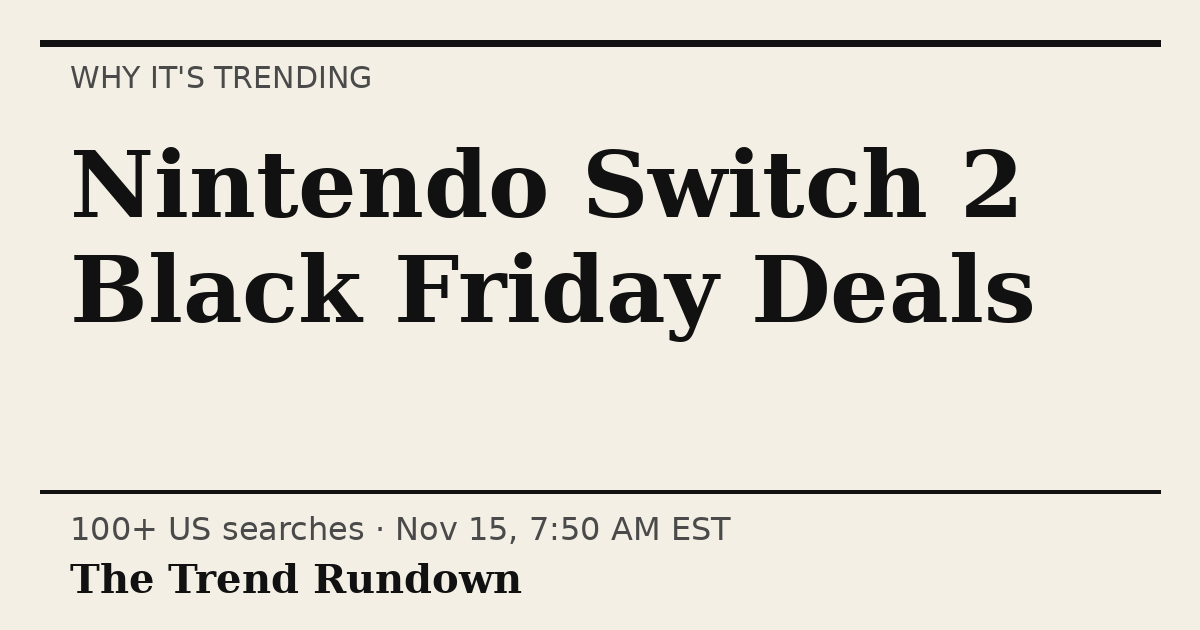 WHY IT'S TRENDING
Nintendo Switch 2
Black Friday Deals
100+ US searches · Nov 15, 7:50 AM EST
The Trend Rundown